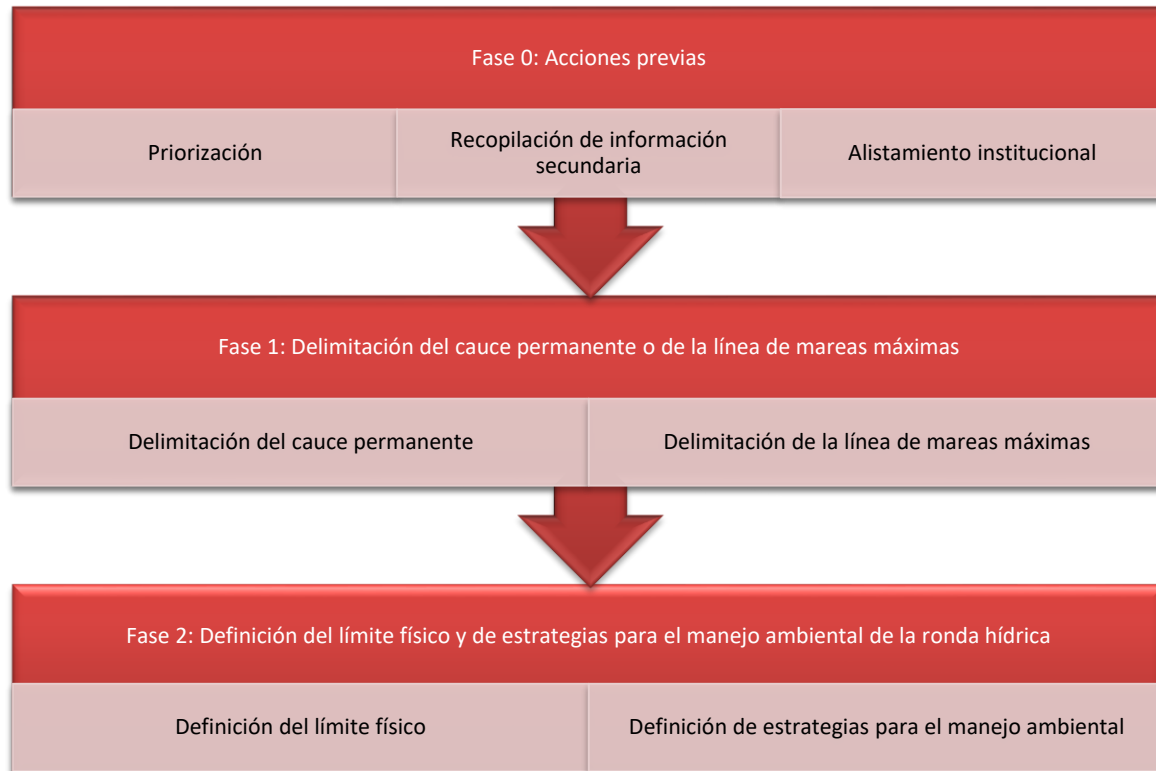 Fase 0: Acciones previas
Priorización
Recopilación de información
secundaria
Alistamiento institucional
Fase 1: Delimitación del cauce permanente o de la línea de mareas máximas
Delimitación del cauce permanente
Delimitación de la línea de mareas máximas
Fase 2: Definición del límite físico y de estrategias para el manejo ambiental de la ronda hídrica
Definición del límite físico
Definición de estrategias para el manejo ambiental